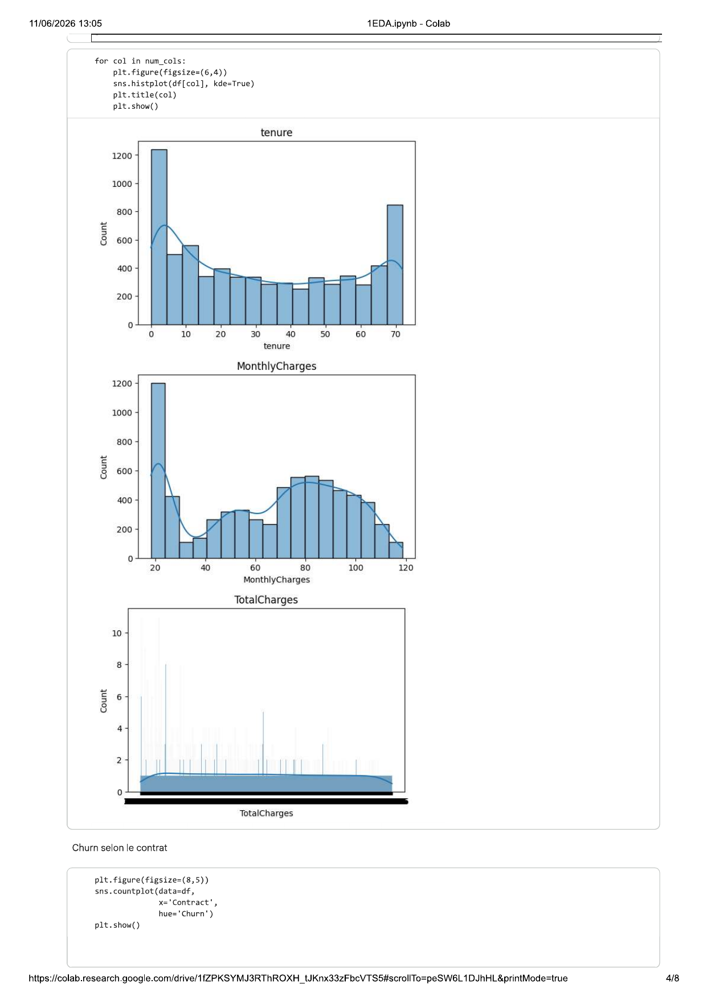 11/06/2026 13:05
1EDA.ipynb - Colab
for col in num_cols:
    plt.figure(figsize=(6,4))
    sns.histplot(df[col], kde=True)
    plt.title(col)
    plt.show()
tenure
1200
1000
800
600
400
200
0
Count
0 10 20 30 40 50 60 70
tenure
MonthlyCharges
1200
1000
800
600
400
200
0
Count
20 40 60 80 100 120
MonthlyCharges
TotalCharges
10
8
6
4
2
0
Count
TotalCharges
Churn selon le contrat
plt.figure(figsize=(8,5))
sns.countplot(data=df,
              x='Contract',
              hue='Churn')
plt.show()
https://colab.research.google.com/drive/1fZPKSYMJ3RThROXH_tJKnx33zFbcVTS5#scrollTo=peSW6L1DJhHL&printMode=true
4/8